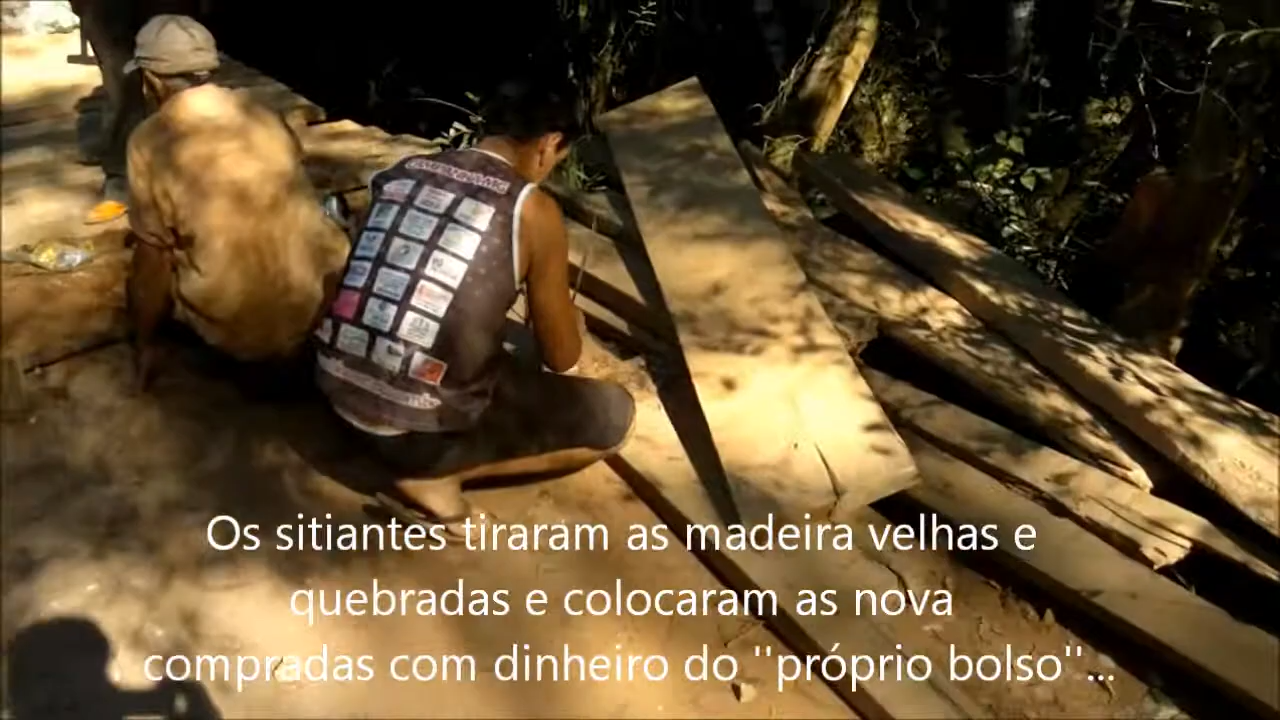 Os sitiantes tiraram as madeira velhas e
quebradas e colocaram as nova
compradas com dinheiro do "próprio bolso"...